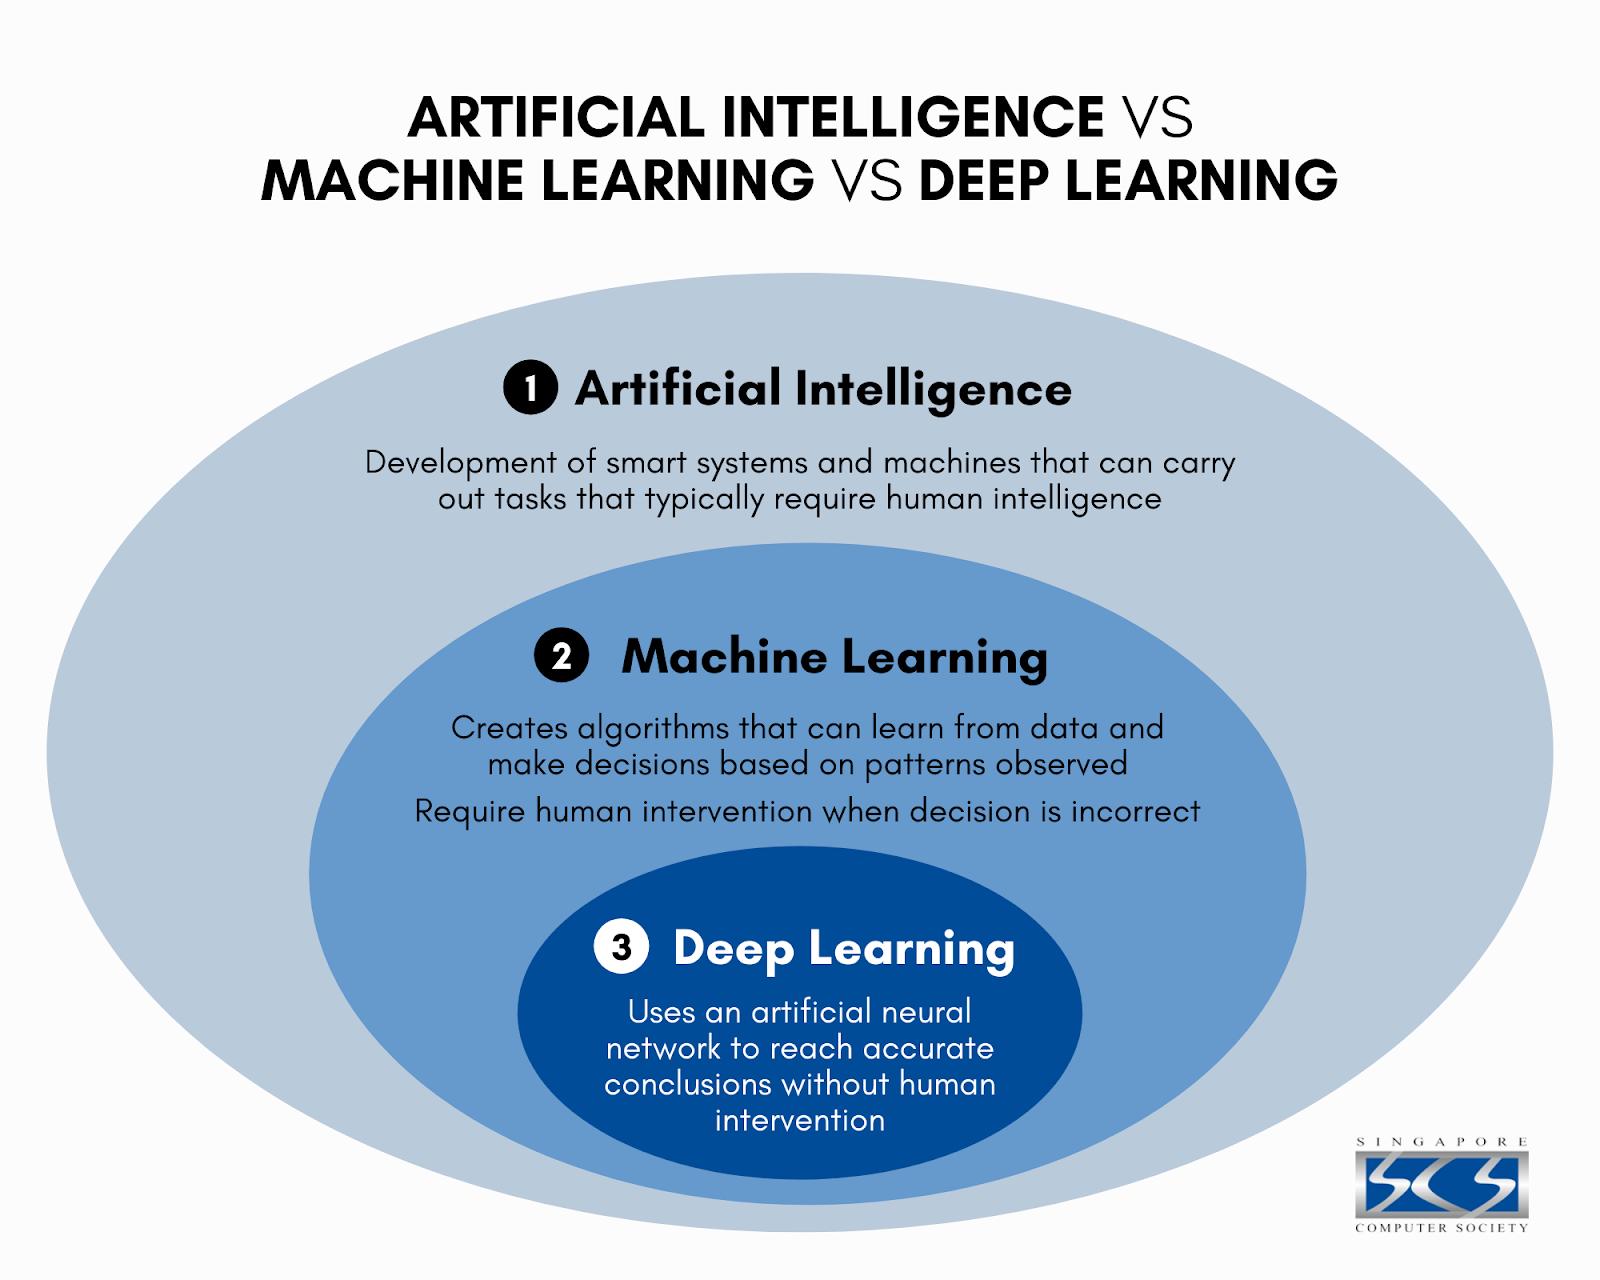 ARTIFICIAL INTELLIGENCE VS
MACHINE LEARNING VS DEEP LEARNING
1 Artificial Intelligence
Development of smart systems and machines that can carry
out tasks that typically require human intelligence
2 Machine Learning
Creates algorithms that can learn from data and
make decisions based on patterns observed
Require human intervention when decision is incorrect
3 Deep Learning
Uses an artificial neural
network to reach accurate
conclusions without human
intervention
SINGAPORE
SCS
COMPUTER SOCIETY